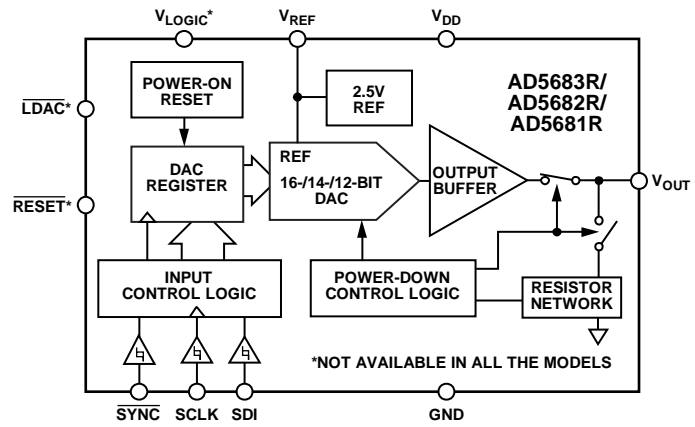 VLOGIC*
VREF
VDD
POWER-ON
RESET
2.5V
REF
AD5683R/
AD5682R/
AD5681R
LDAC*
DAC
REGISTER
REF
16-/14-/12-BIT
DAC
OUTPUT
BUFFER
VOUT
RESET*
INPUT
CONTROL LOGIC
POWER-DOWN
CONTROL LOGIC
RESISTOR
NETWORK
*NOT AVAILABLE IN ALL THE MODELS
SYNC
SCLK
SDI
GND